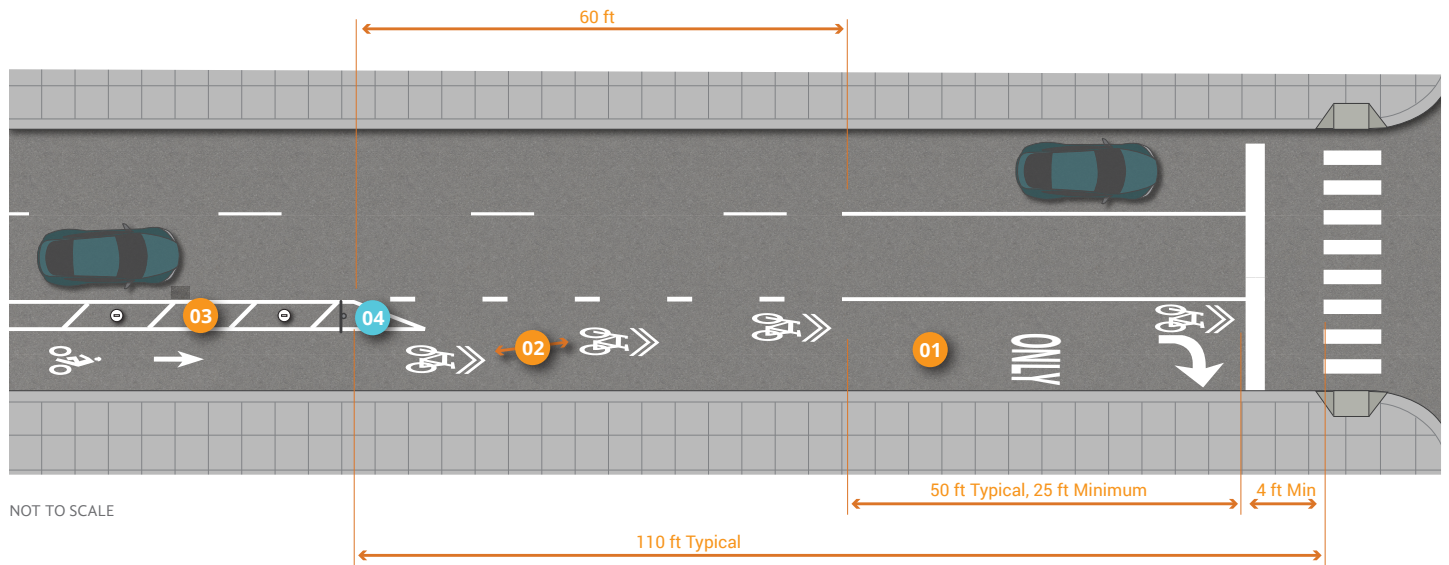 60 ft
03
04
02
01
ONLY
50 ft Typical, 25 ft Minimum
4 ft Min
NOT TO SCALE
110 ft Typical